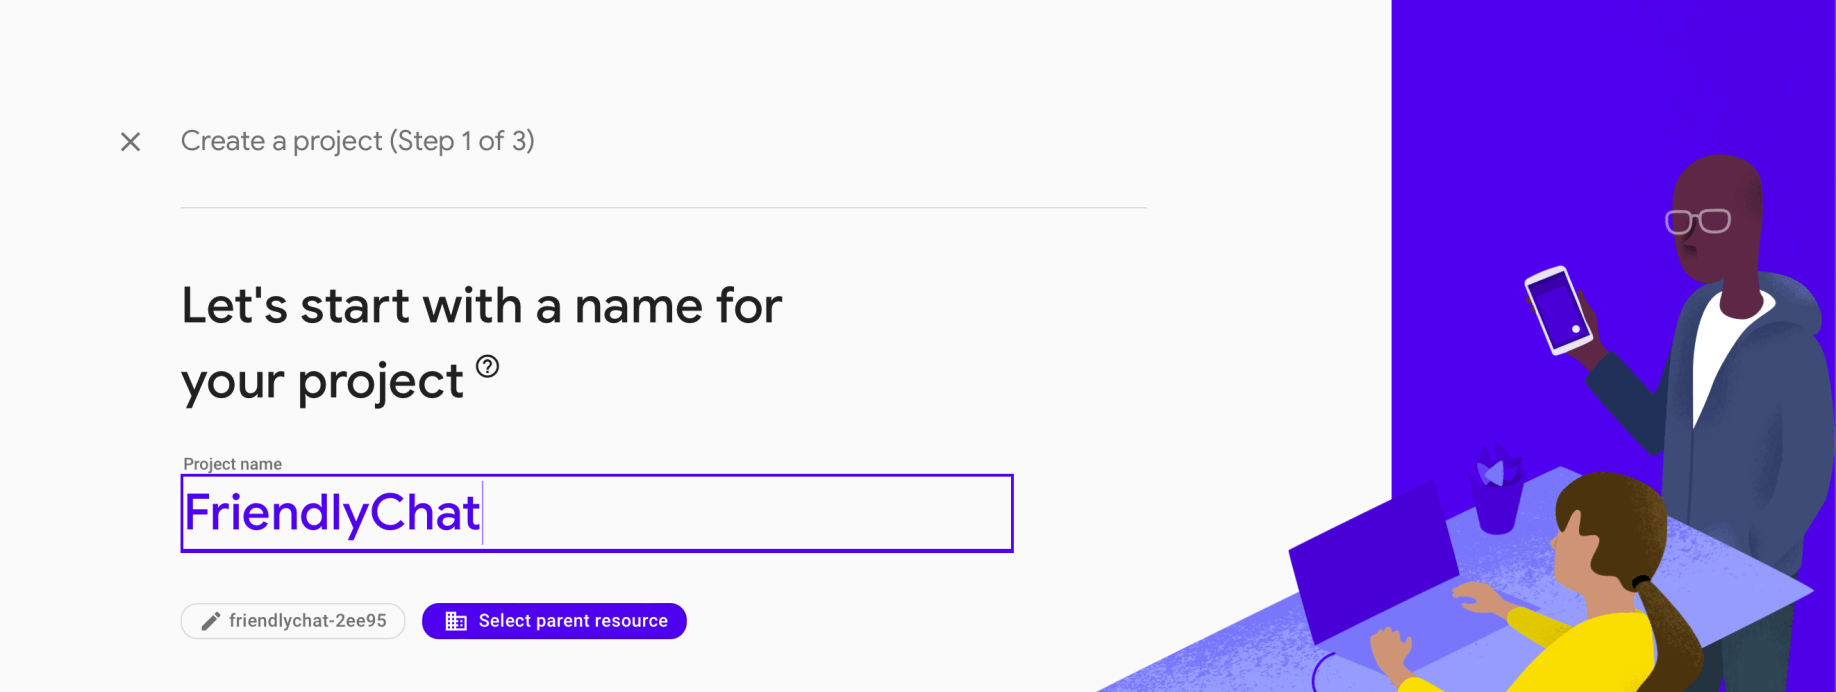 Create a project (Step 1 of 3)
Let's start with a name for
your project
Project name
FriendlyChat
friendlychat-2ee95
Select parent resource